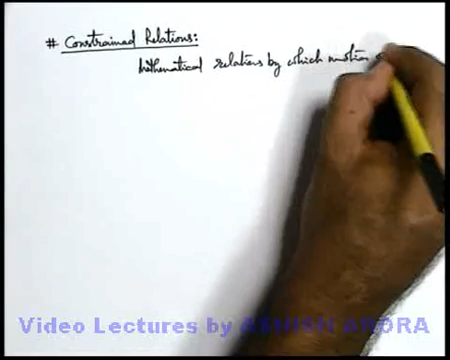 # Constrained Relations:
Mathematical relations by which motion
Video Lectures by ASHISH ARORA